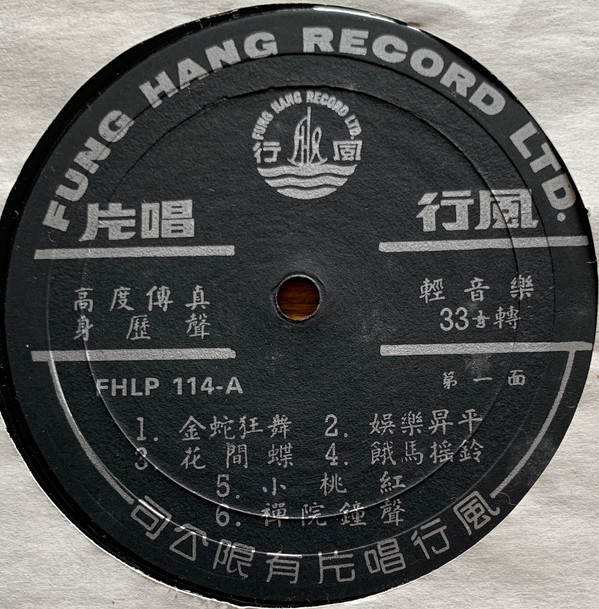 FUNG HANG RECORD LTD.
FUNG HANG RECORD LTD.
行 風
片唱 行風
高度傳真 輕音樂
身歷聲 33⅓轉
FHLP 114-A 第一面
1. 金蛇狂舞 2. 娛樂昇平
3 花間蝶 4. 餓馬搖鈴
5. 小桃紅
6. 禪院鐘聲
司公限有片唱行風